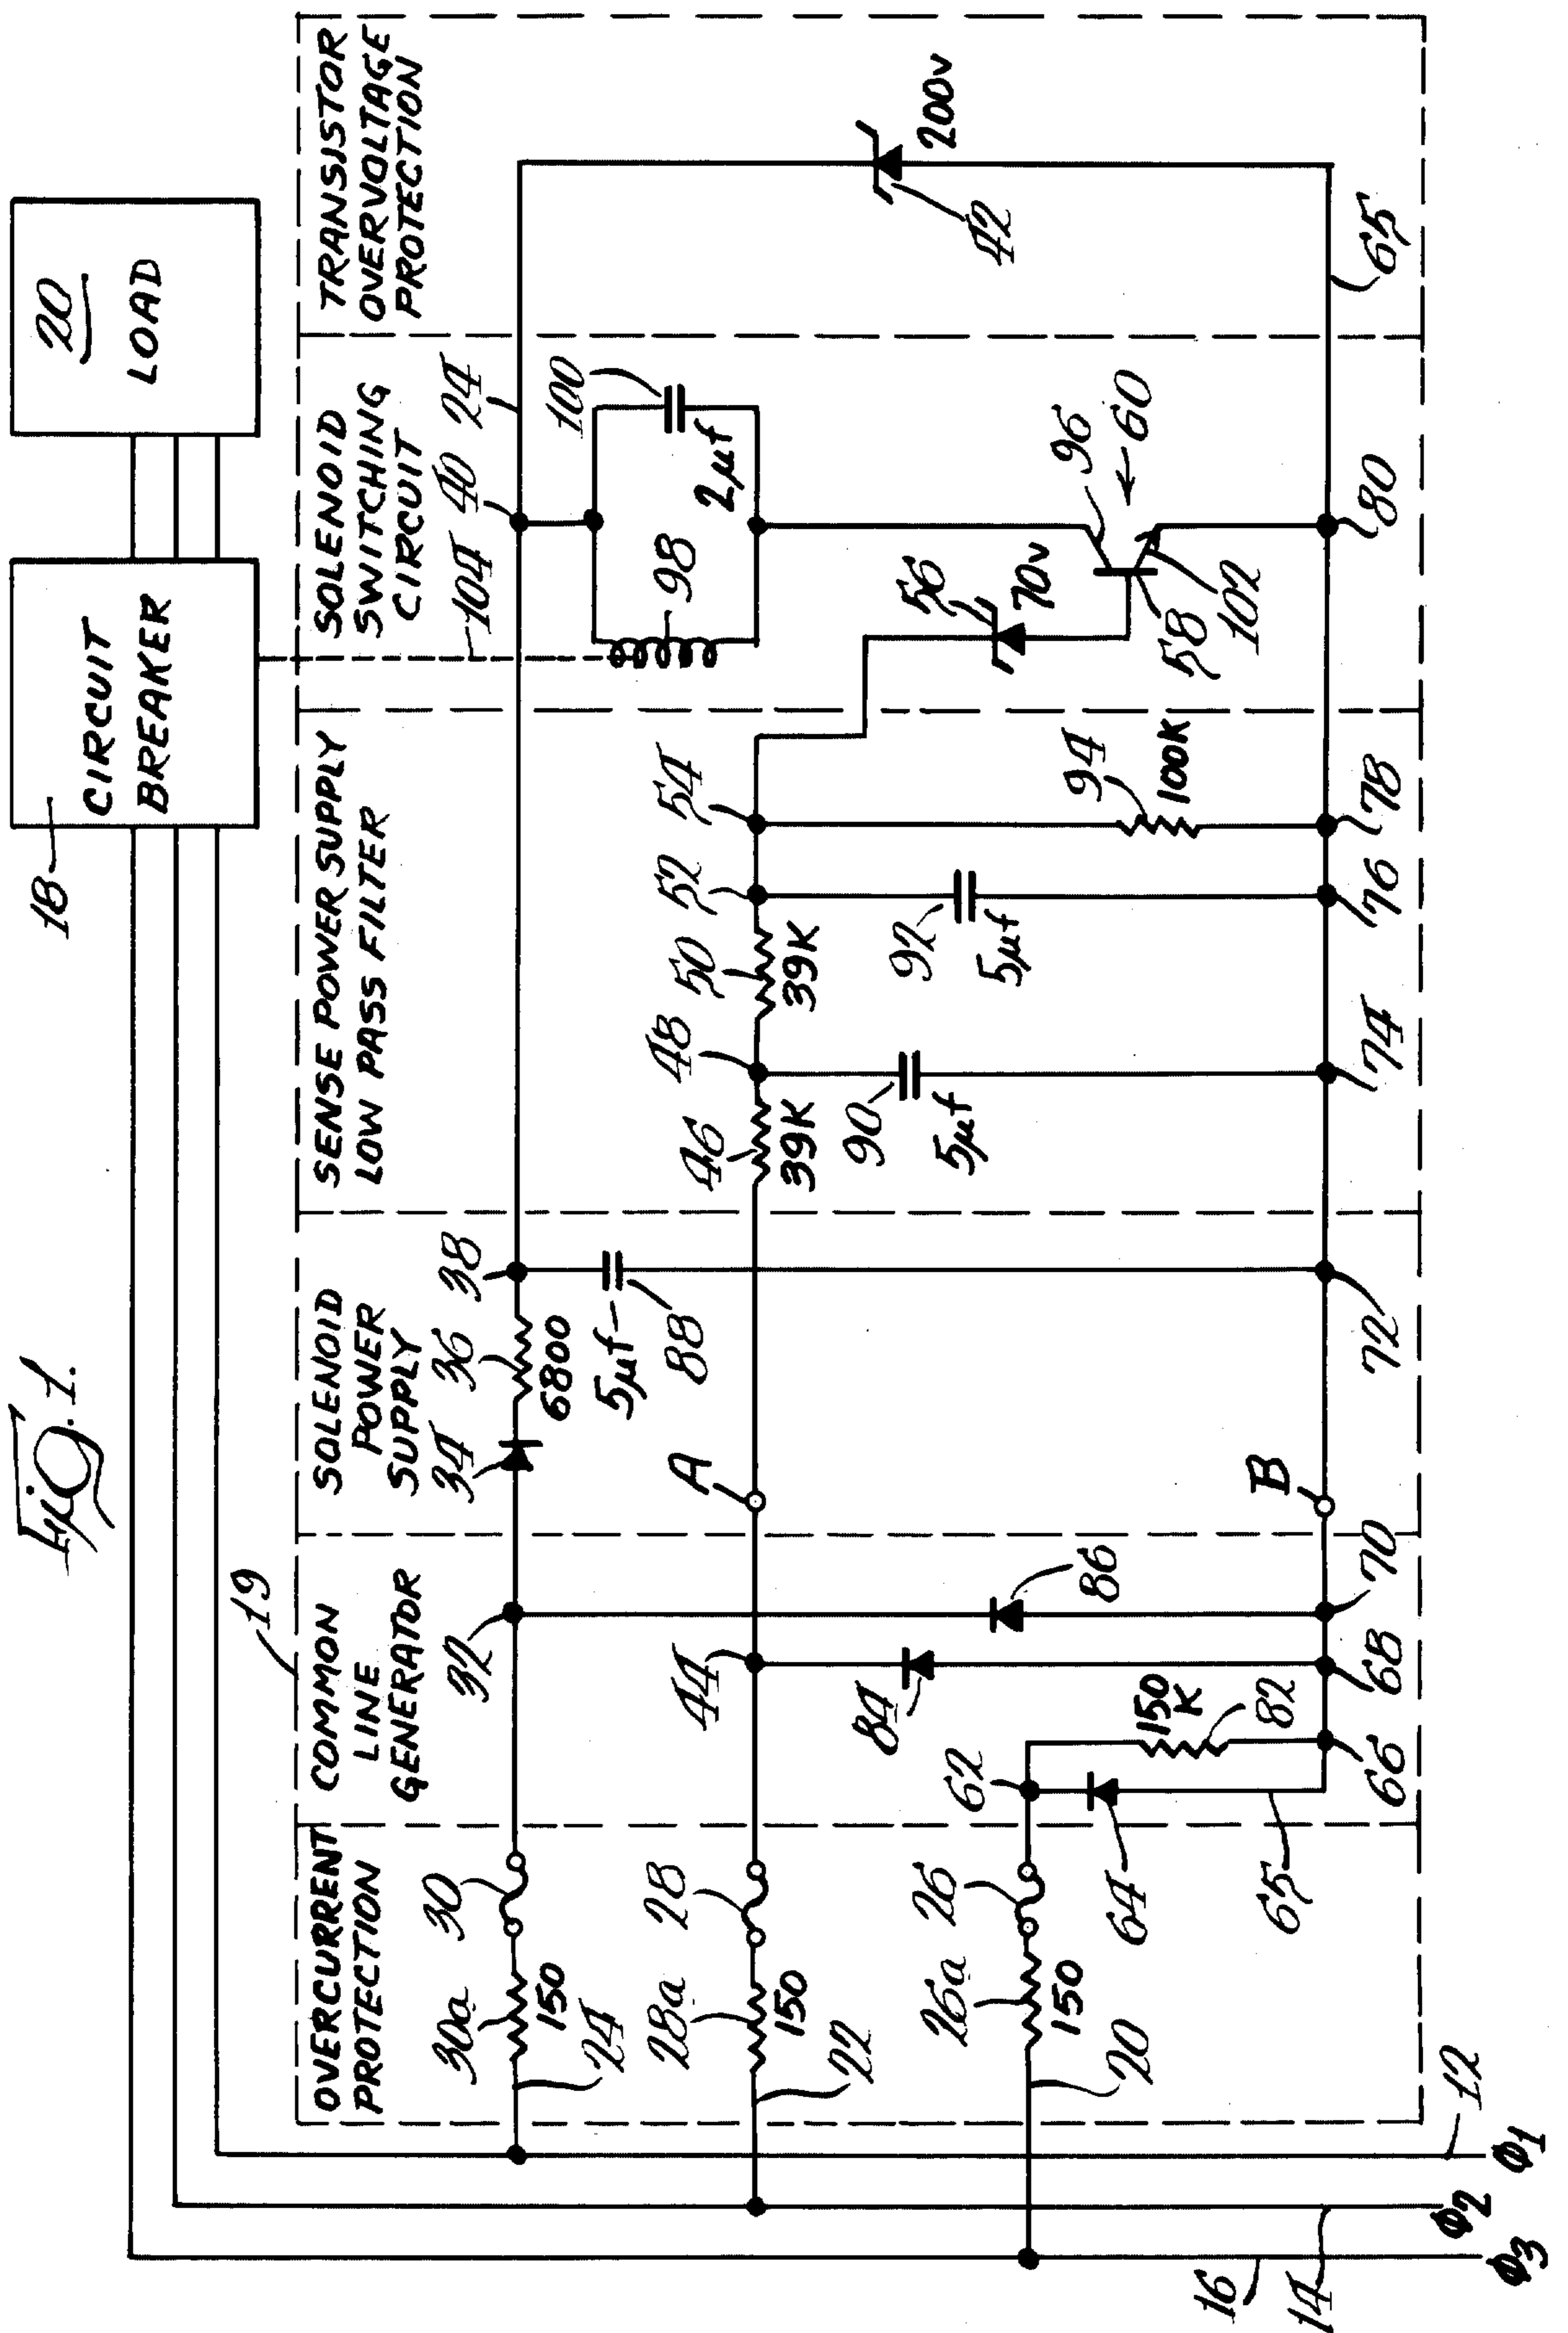 Fig. 1.
18
CIRCUIT
BREAKER
20
LOAD
19
OVERCURRENT
PROTECTION
COMMON
LINE
GENERATOR
SOLENOID
POWER
SUPPLY
SENSE POWER SUPPLY
LOW PASS FILTER
SOLENOID
SWITCHING
CIRCUIT
TRANSISTOR
OVERVOLTAGE
PROTECTION
30a
150
30
24
32
34
36
6800
38
5µf
88
104
40
24
98
100
2µf
28a
150
28
22
44
A
46
39K
48
50
39K
52
54
90
5µf
92
5µf
94
100K
56
70v
96
60
58
102
42
200v
26a
150
26
20
62
64
65
84
86
150
K
82
66
68
70
B
72
74
76
78
80
65
16
14
12
Φ3
Φ2
Φ1